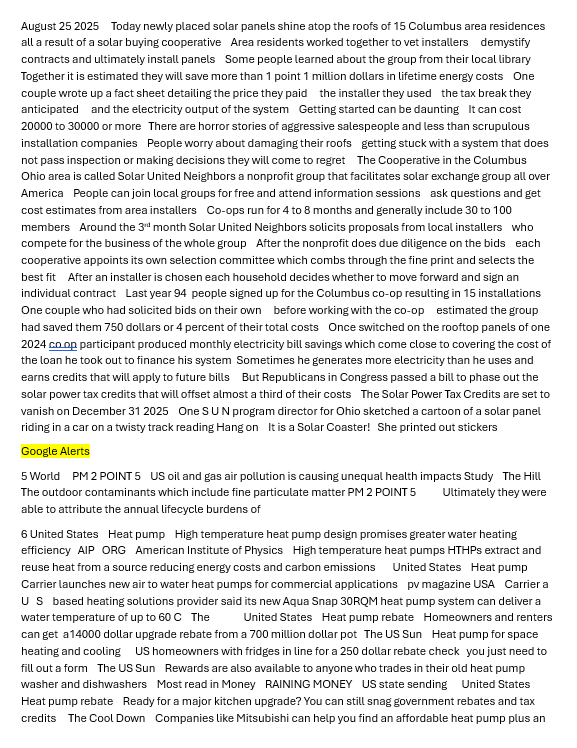 August 25 2025 Today newly placed solar panels shine atop the roofs of 15 Columbus area residences
all a result of a solar buying cooperative Area residents worked together to vet installers demystify
contracts and ultimately install panels Some people learned about the group from their local library
Together it is estimated they will save more than 1 point 1 million dollars in lifetime energy costs One
couple wrote up a fact sheet detailing the price they paid the installer they used the tax break they
anticipated and the electricity output of the system Getting started can be daunting It can cost
20000 to 30000 or more There are horror stories of aggressive salespeople and less than scrupulous
installation companies People worry about damaging their roofs getting stuck with a system that does
not pass inspection or making decisions they will come to regret The Cooperative in the Columbus
Ohio area is called Solar United Neighbors a nonprofit group that facilitates solar exchange group all over
America People can join local groups for free and attend information sessions ask questions and get
cost estimates from area installers Co-ops run for 4 to 8 months and generally include 30 to 100
members Around the 3rd month Solar United Neighbors solicits proposals from local installers who
compete for the business of the whole group After the nonprofit does due diligence on the bids each
cooperative appoints its own selection committee which combs through the fine print and selects the
best fit After an installer is chosen each household decides whether to move forward and sign an
individual contract Last year 94 people signed up for the Columbus co-op resulting in 15 installations
One couple who had solicited bids on their own before working with the co-op estimated the group
had saved them 750 dollars or 4 percent of their total costs Once switched on the rooftop panels of one
2024 co op participant produced monthly electricity bill savings which come close to covering the cost of
the loan he took out to finance his system Sometimes he generates more electricity than he uses and
earns credits that will apply to future bills But Republicans in Congress passed a bill to phase out the
solar power tax credits that will offset almost a third of their costs The Solar Power Tax Credits are set to
vanish on December 31 2025 One S U N program director for Ohio sketched a cartoon of a solar panel
riding in a car on a twisty track reading Hang on It is a Solar Coaster! She printed out stickers
Google Alerts
5 World PM 2 POINT 5 US oil and gas air pollution is causing unequal health impacts Study The Hill
The outdoor contaminants which include fine particulate matter PM 2 POINT 5 Ultimately they were
able to attribute the annual lifecycle burdens of
6 United States Heat pump High temperature heat pump design promises greater water heating
efficiency AIP ORG American Institute of Physics High temperature heat pumps HTHPs extract and
reuse heat from a source reducing energy costs and carbon emissions United States Heat pump
Carrier launches new air to water heat pumps for commercial applications pv magazine USA Carrier a
U S based heating solutions provider said its new Aqua Snap 30RQM heat pump system can deliver a
water temperature of up to 60 C The United States Heat pump rebate Homeowners and renters
can get a14000 dollar upgrade rebate from a 700 million dollar pot The US Sun Heat pump for space
heating and cooling US homeowners with fridges in line for a 250 dollar rebate check you just need to
fill out a form The US Sun Rewards are also available to anyone who trades in their old heat pump
washer and dishwashers Most read in Money RAINING MONEY US state sending United States
Heat pump rebate Ready for a major kitchen upgrade? You can still snag government rebates and tax
credits The Cool Down Companies like Mitsubishi can help you find an affordable heat pump plus an